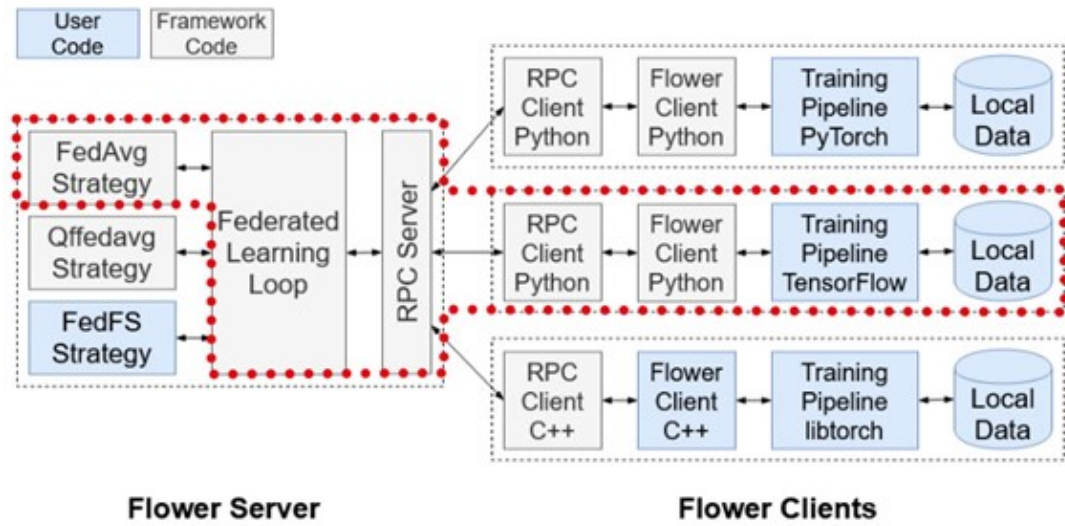 User
Code
Framework
Code
FedAvg
Strategy
Qffedavg
Strategy
FedFS
Strategy
Federated
Learning
Loop
RPC Server
RPC
Client
Python
Flower
Client
Python
Training
Pipeline
PyTorch
Local
Data
RPC
Client
Python
Flower
Client
Python
Training
Pipeline
TensorFlow
Local
Data
RPC
Client
C++
Flower
Client
C++
Training
Pipeline
libtorch
Local
Data
Flower Server
Flower Clients